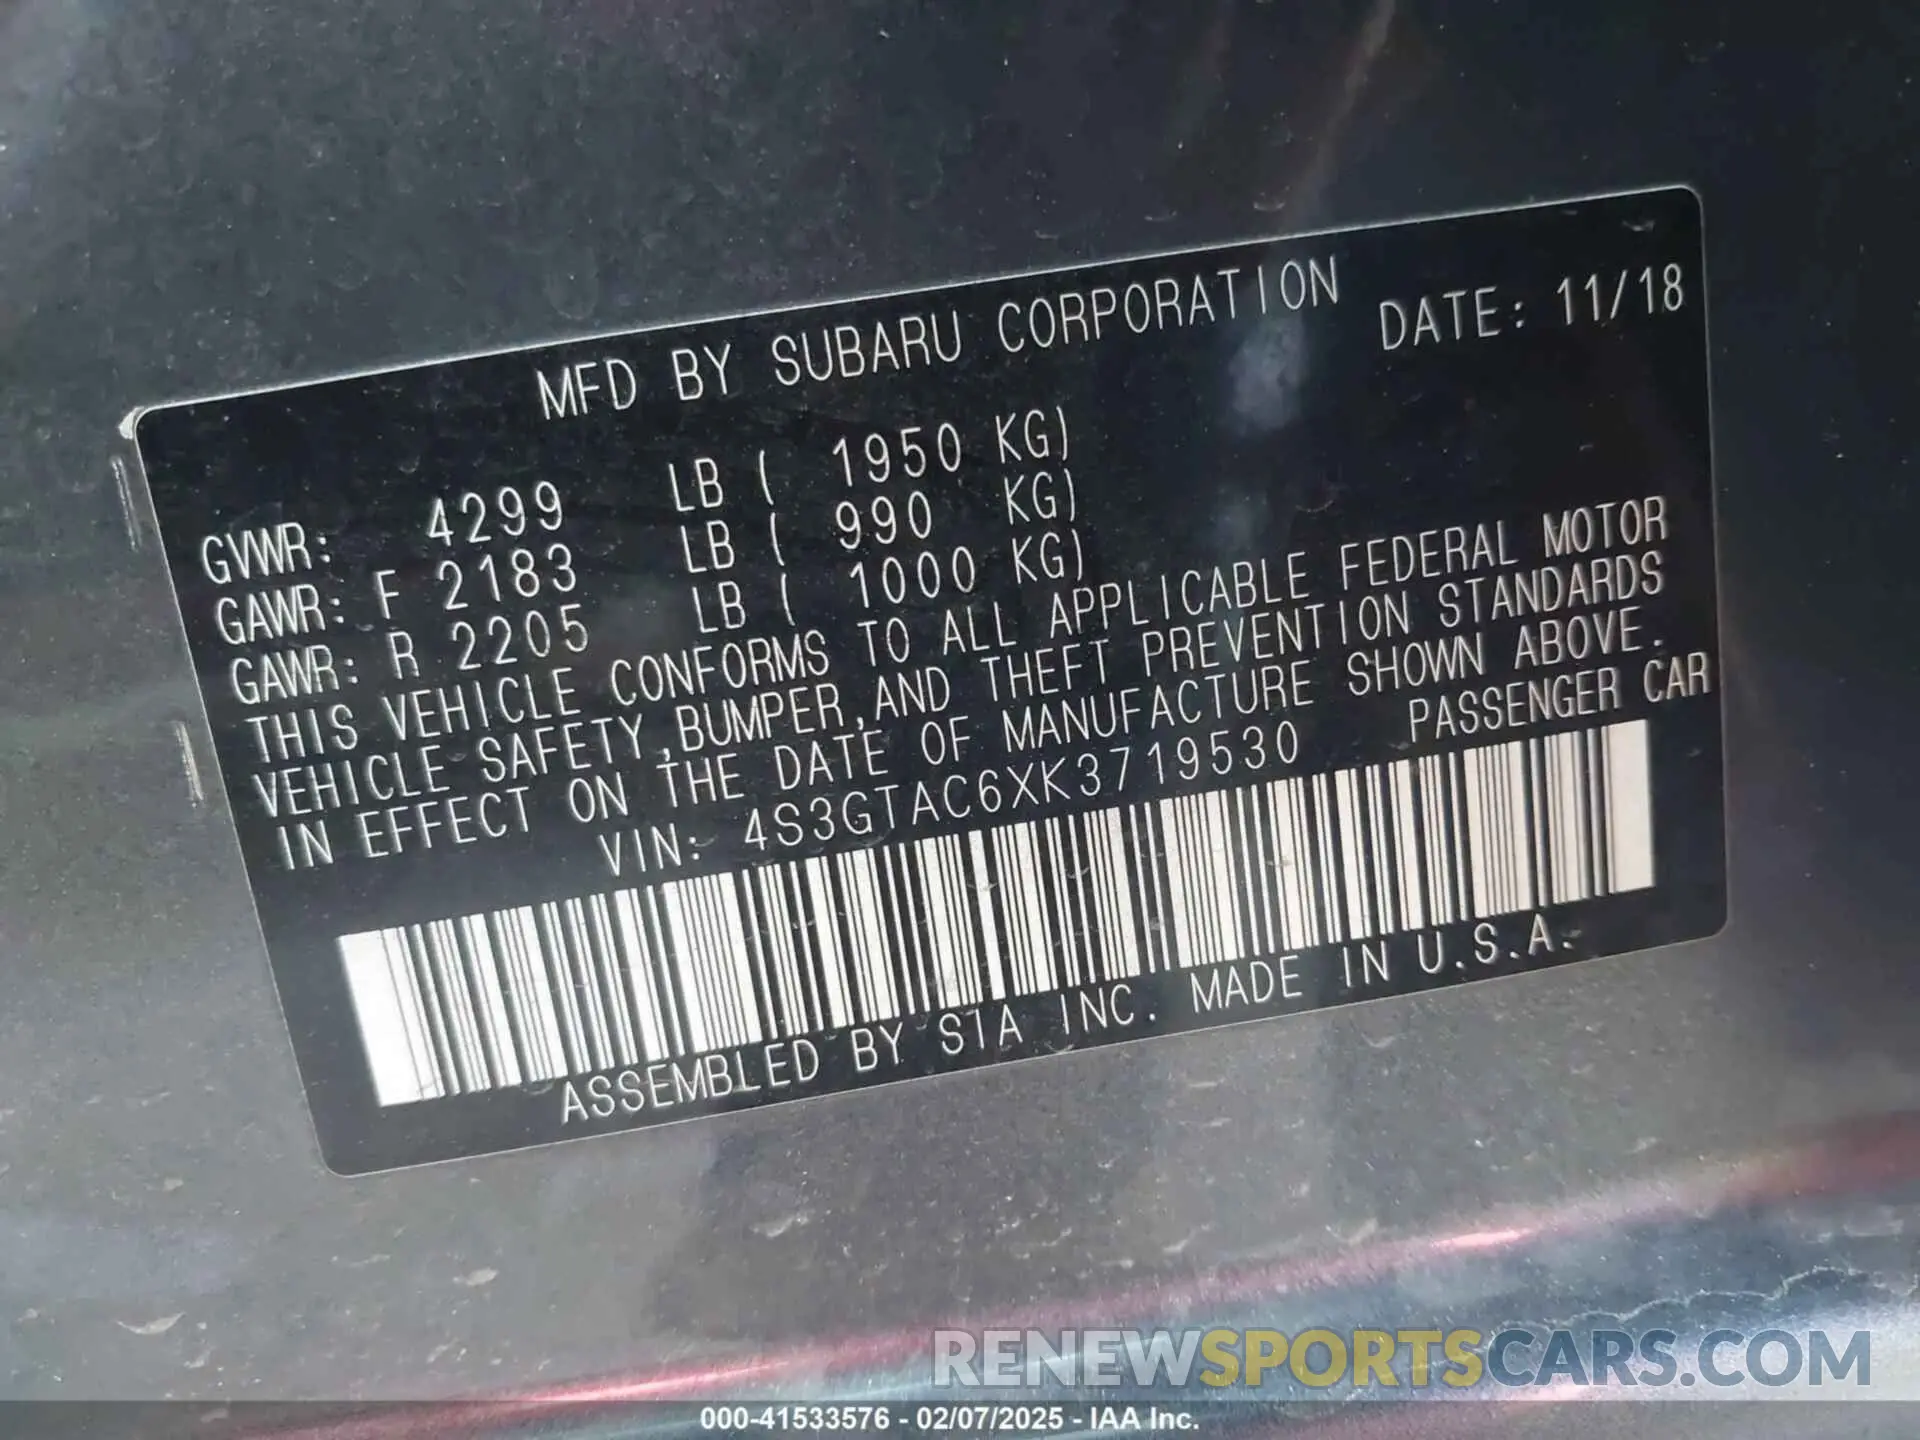 MFD BY SUBARU CORPORATION DATE: 11/18
GVWR: 4299 LB ( 1950 KG)
GAWR: F 2183 LB ( 990 KG)
GAWR: R 2205 LB ( 1000 KG)
THIS VEHICLE CONFORMS TO ALL APPLICABLE FEDERAL MOTOR
VEHICLE SAFETY,BUMPER,AND THEFT PREVENTION STANDARDS
IN EFFECT ON THE DATE OF MANUFACTURE SHOWN ABOVE.
VIN: 4S3GTAC6XK3719530 PASSENGER CAR
ASSEMBLED BY SIA INC. MADE IN U.S.A.
RENEWSPORTSCARS.COM
000-41533576 - 02/07/2025 - IAA Inc.